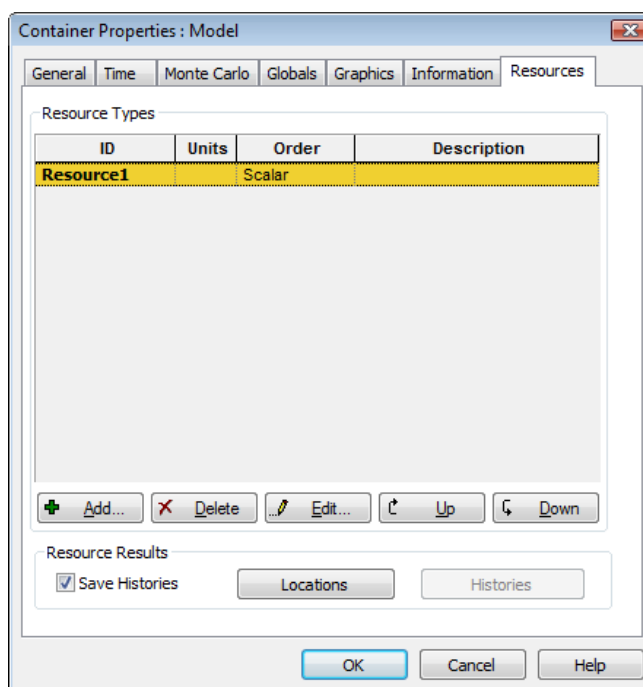 Container Properties : Model
General Time Monte Carlo Globals Graphics Information Resources
Resource Types
ID Units Order Description
Resource1 Scalar
Add... Delete ...Edit... Up Down
Resource Results
Save Histories Locations Histories
OK Cancel Help